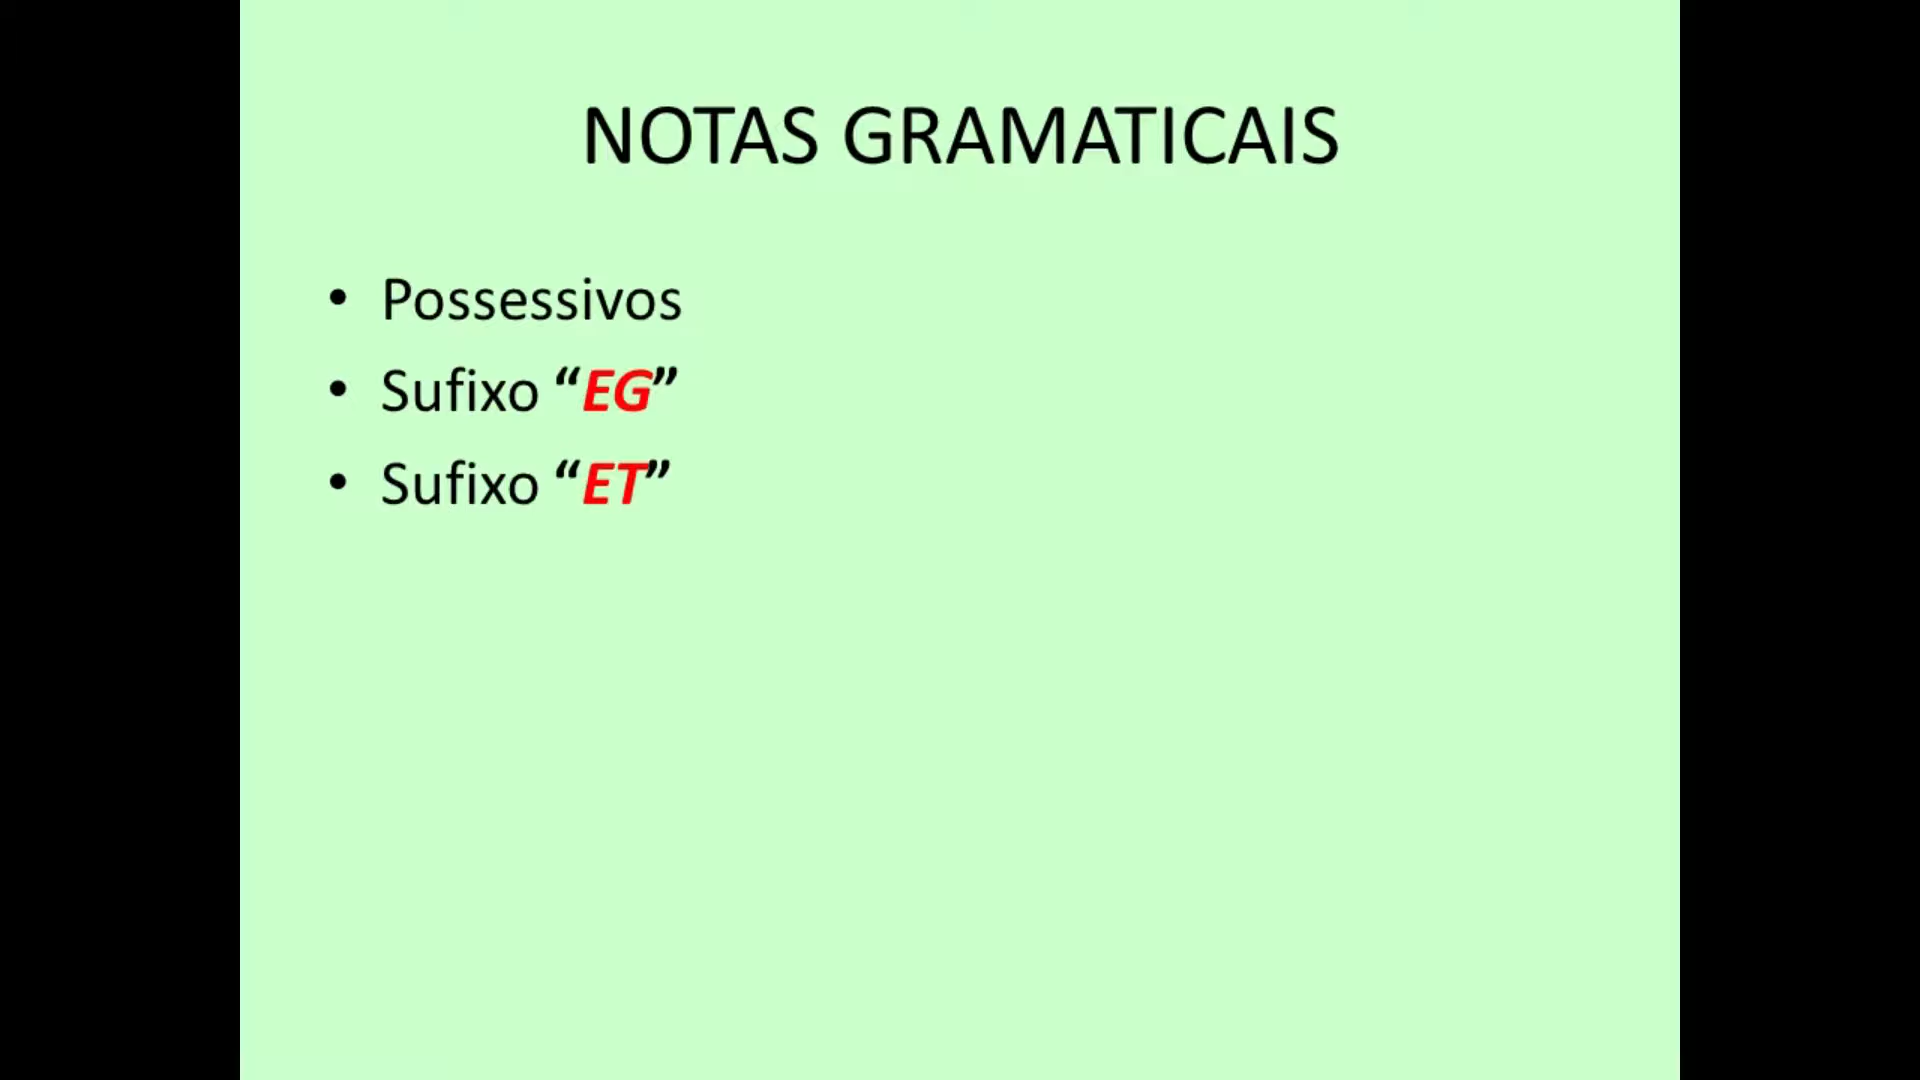 NOTAS GRAMATICAIS
• Possessivos
• Sufixo “EG”
• Sufixo “ET”